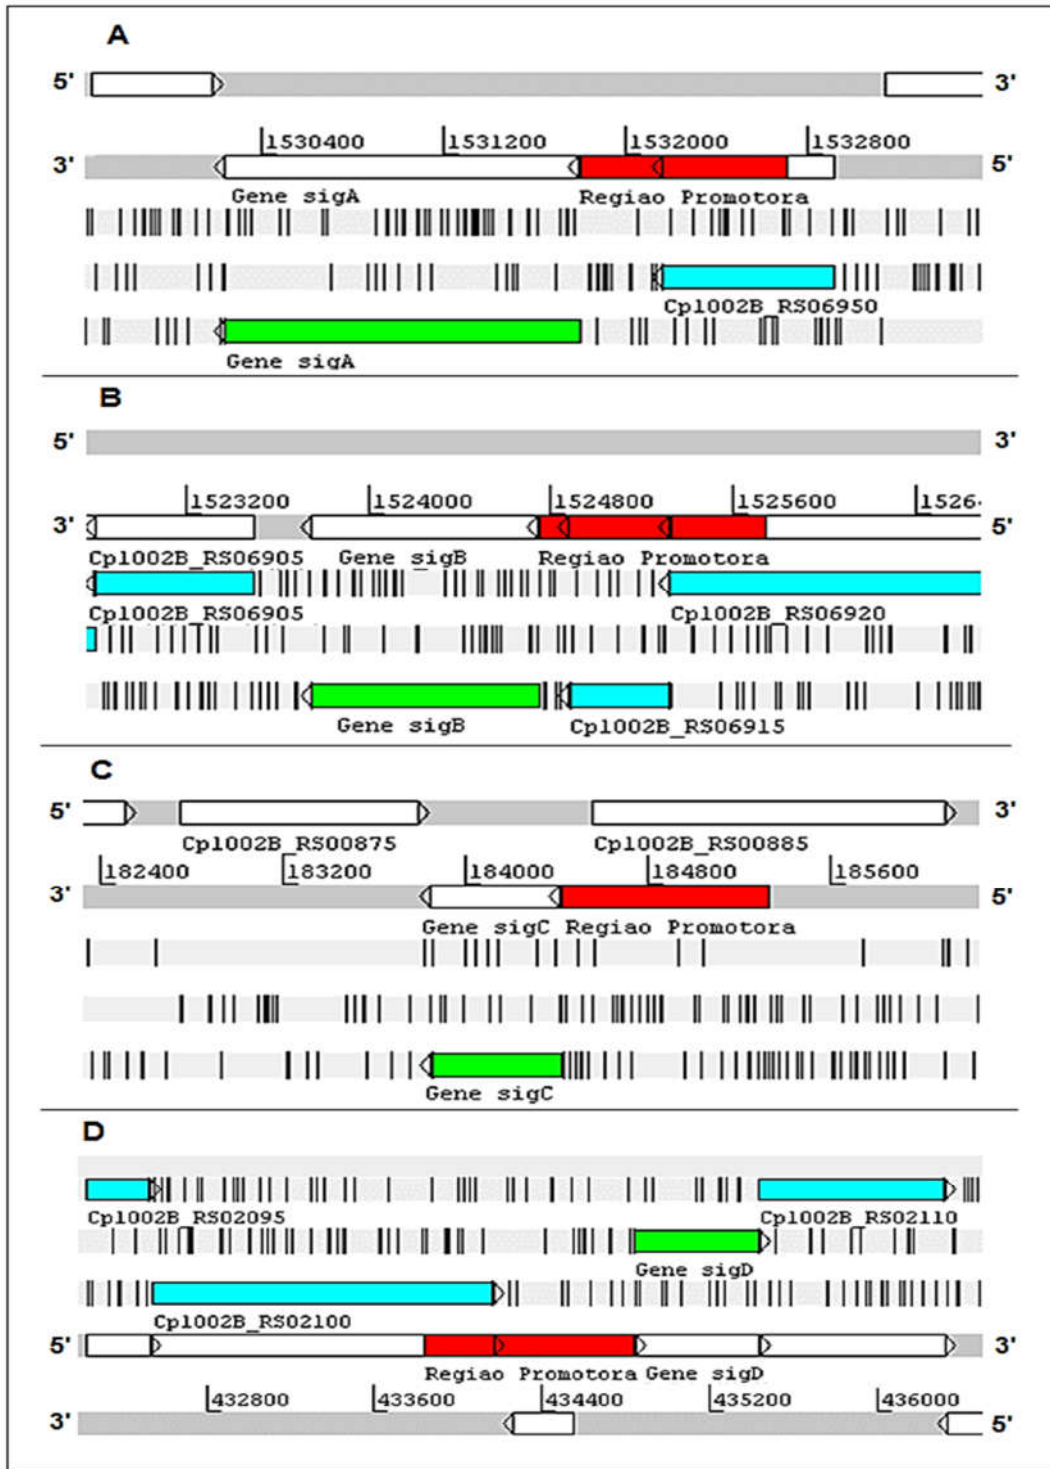 A
5' 3'
1530400 1531200 1532000 1532800
3' 5'
Gene sigA Regiao Promotora
Cp1002B_RS06950
Gene sigA
B
5' 3'
1523200 1524000 1524800 1525600 1526
3' 5'
Cp1002B_RS06905 Gene sigB Regiao Promotora
Cp1002B_RS06905 Cp1002B_RS06920
Gene sigB Cp1002B_RS06915
C
5' 3'
Cp1002B_RS00875 Cp1002B_RS00885
182400 183200 184000 184800 185600
3' 5'
Gene sigC Regiao Promotora
Gene sigC
D
Cp1002B_RS02095 Cp1002B_RS02110
Gene sigD
Cp1002B_RS02100
5' 3'
Regiao Promotora Gene sigD
432800 433600 434400 435200 436000
3' 5'